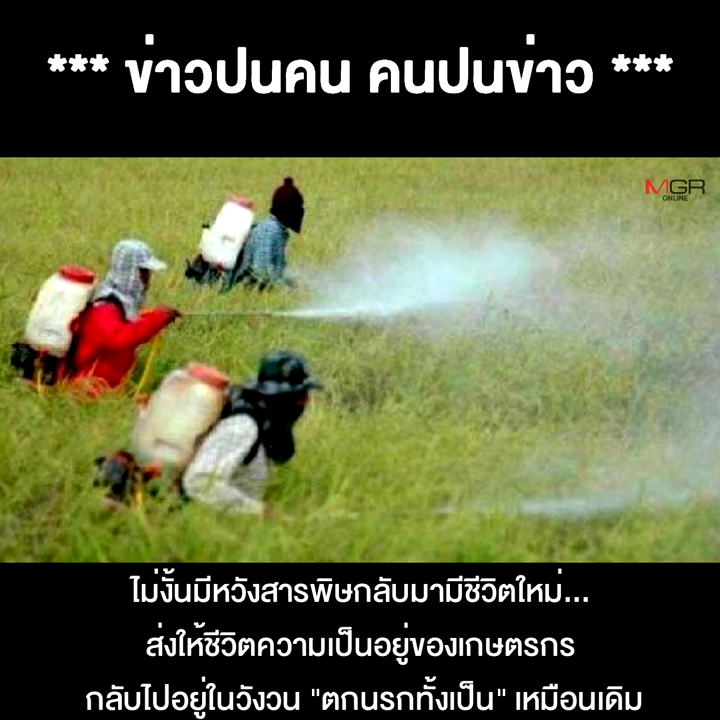 *** ข่าวปนคน คนปนข่าว ***
MGR
ONLINE
ไม่งั้นมีหวังสารพิษกลับมามีชีวิตใหม่...
ส่งให้ชีวิตความเป็นอยู่ของเกษตรกร
กลับไปอยู่ในวังวน "ตกนรกทั้งเป็น" เหมือนเดิม